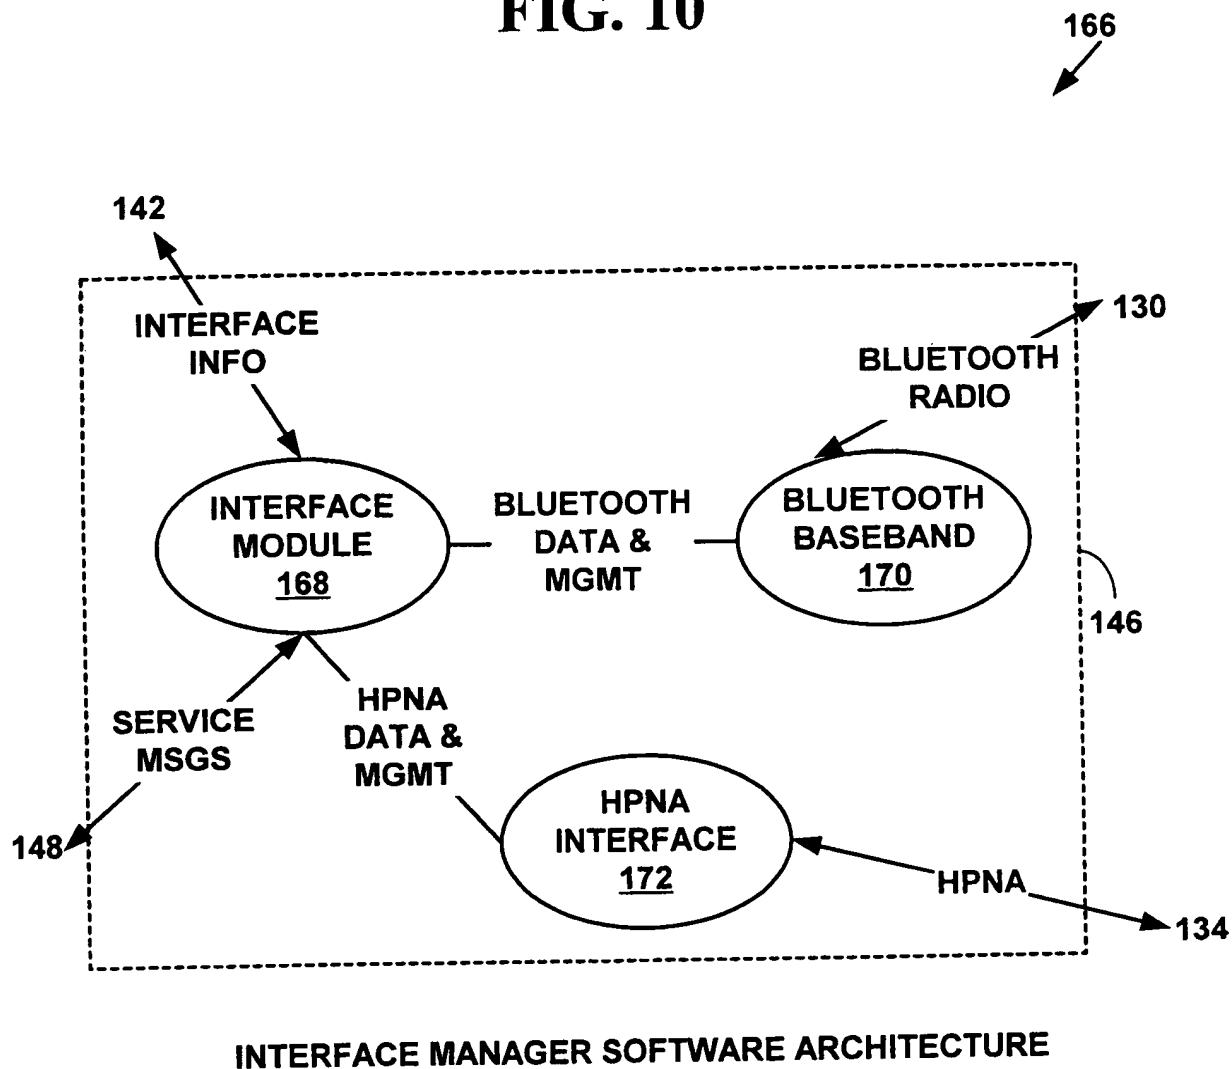 FIG. 10
166
142
INTERFACE
INFO
130
BLUETOOTH
RADIO
INTERFACE
MODULE
168
BLUETOOTH
DATA &
MGMT
BLUETOOTH
BASEBAND
170
146
SERVICE
MSGS
148
HPNA
DATA &
MGMT
HPNA
INTERFACE
172
HPNA
134
INTERFACE MANAGER SOFTWARE ARCHITECTURE